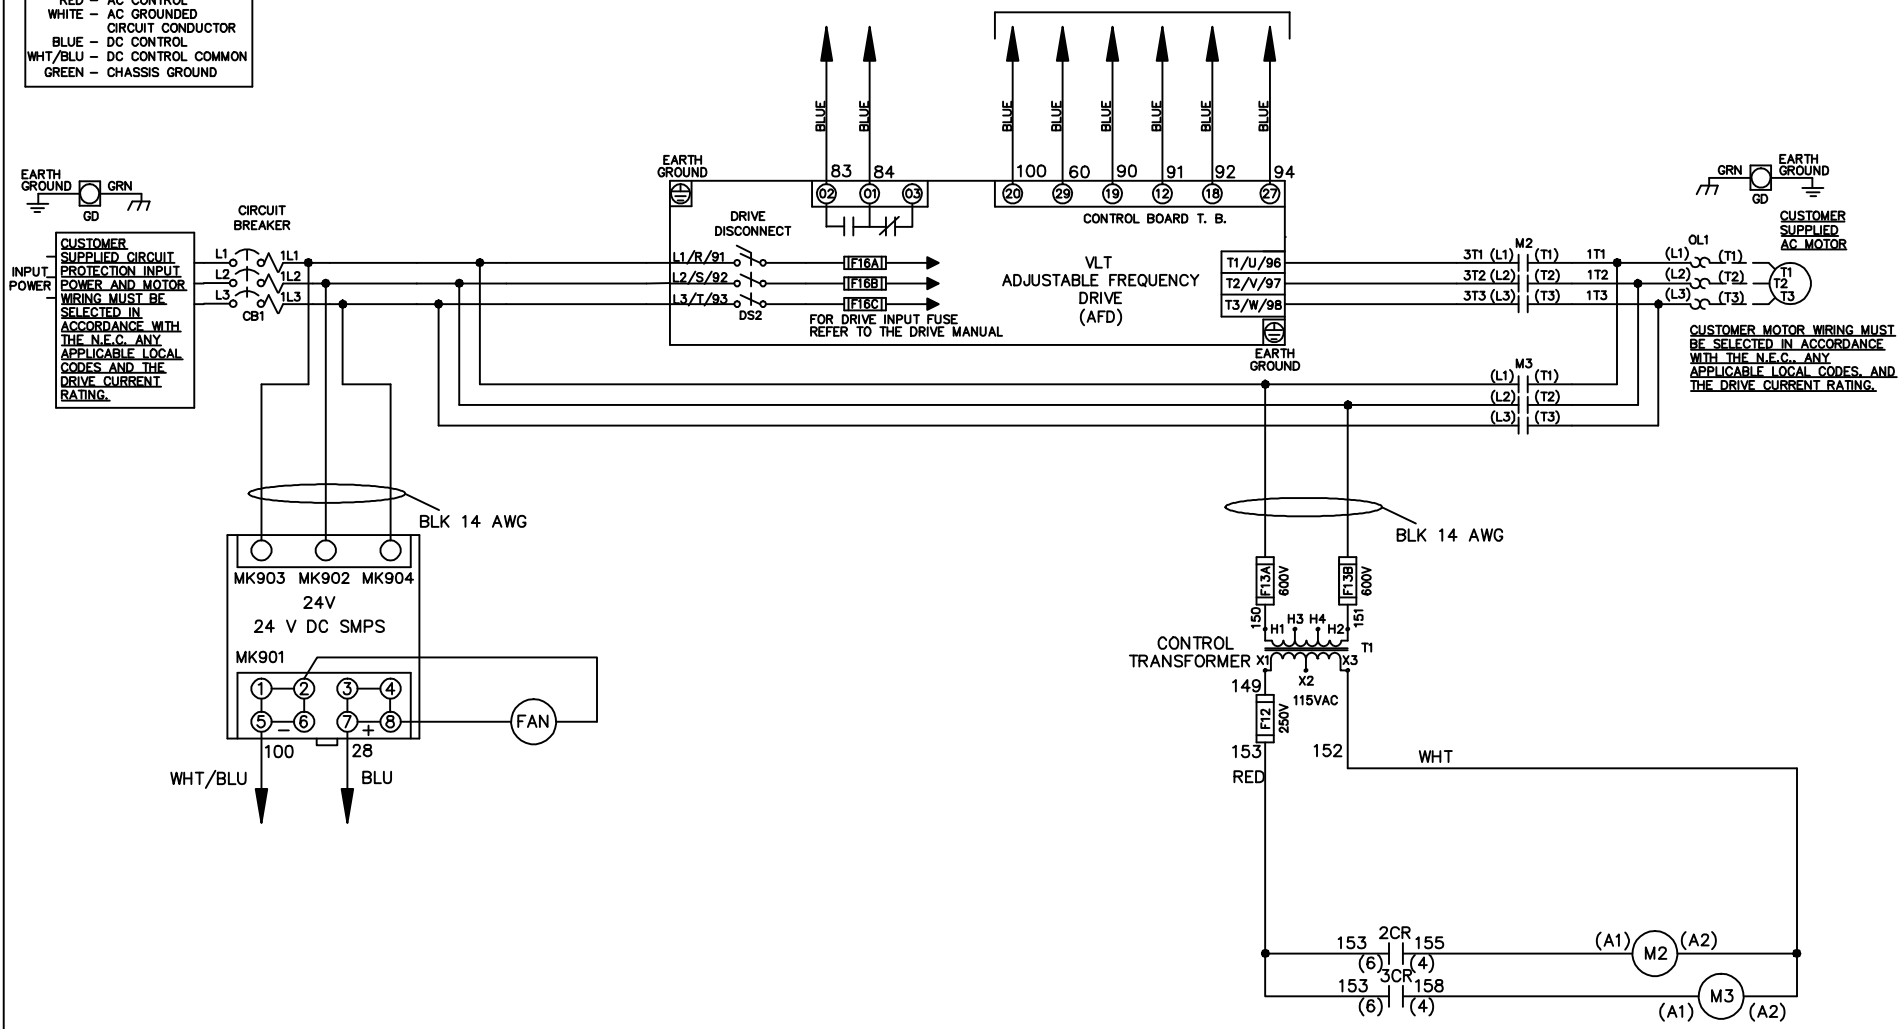 RED – AC CONTROL
WHITE – AC GROUNDED
CIRCUIT CONDUCTOR
BLUE – DC CONTROL
WHT/BLU – DC CONTROL COMMON
GREEN – CHASSIS GROUND
BLUE
BLUE
BLUE
BLUE
BLUE
BLUE
BLUE
BLUE
EARTH
GROUND
GRN
GD
CIRCUIT
BREAKER
EARTH
GROUND
83
84
02
01
03
100
60
90
91
92
94
20
29
19
12
18
27
CONTROL BOARD T. B.
GRN
EARTH
GROUND
GD
INPUT
POWER
CUSTOMER
SUPPLIED CIRCUIT
PROTECTION INPUT
POWER AND MOTOR
WIRING MUST BE
SELECTED IN
ACCORDANCE WITH
THE N.E.C. ANY
APPLICABLE LOCAL
CODES AND THE
DRIVE CURRENT
RATING.
L1
L2
L3
1L1
1L2
1L3
CB1
DRIVE
DISCONNECT
L1/R/91
L2/S/92
L3/T/93
DS2
F16A
F16B
F16C
FOR DRIVE INPUT FUSE
REFER TO THE DRIVE MANUAL
VLT
ADJUSTABLE FREQUENCY
DRIVE
(AFD)
T1/U/96
T2/V/97
T3/W/98
EARTH
GROUND
M2
3T1 (L1) (T1) 1T1
3T2 (L2) (T2) 1T2
3T3 (L3) (T3) 1T3
OL1
(L1) (T1)
(L2) (T2)
(L3) (T3)
T1
T2
T3
CUSTOMER
SUPPLIED
AC MOTOR
CUSTOMER MOTOR WIRING MUST
BE SELECTED IN ACCORDANCE
WITH THE N.E.C., ANY
APPLICABLE LOCAL CODES, AND
THE DRIVE CURRENT RATING.
M3
(L1) (T1)
(L2) (T2)
(L3) (T3)
BLK 14 AWG
BLK 14 AWG
MK903 MK902 MK904
24V
24 V DC SMPS
MK901
1 2 3 4
5 – 6 7 + 8
FAN
100
28
WHT/BLU
BLU
F13A
600V
F13B
600V
150
151
H1 H3 H4 H2
CONTROL
TRANSFORMER
T1
X1
X3
X2
115VAC
149
F12
250V
153
152
RED
WHT
2CR
153 155
(6) (4)
(A1) M2 (A2)
3CR
153 158
(6) (4)
(A1) M3 (A2)